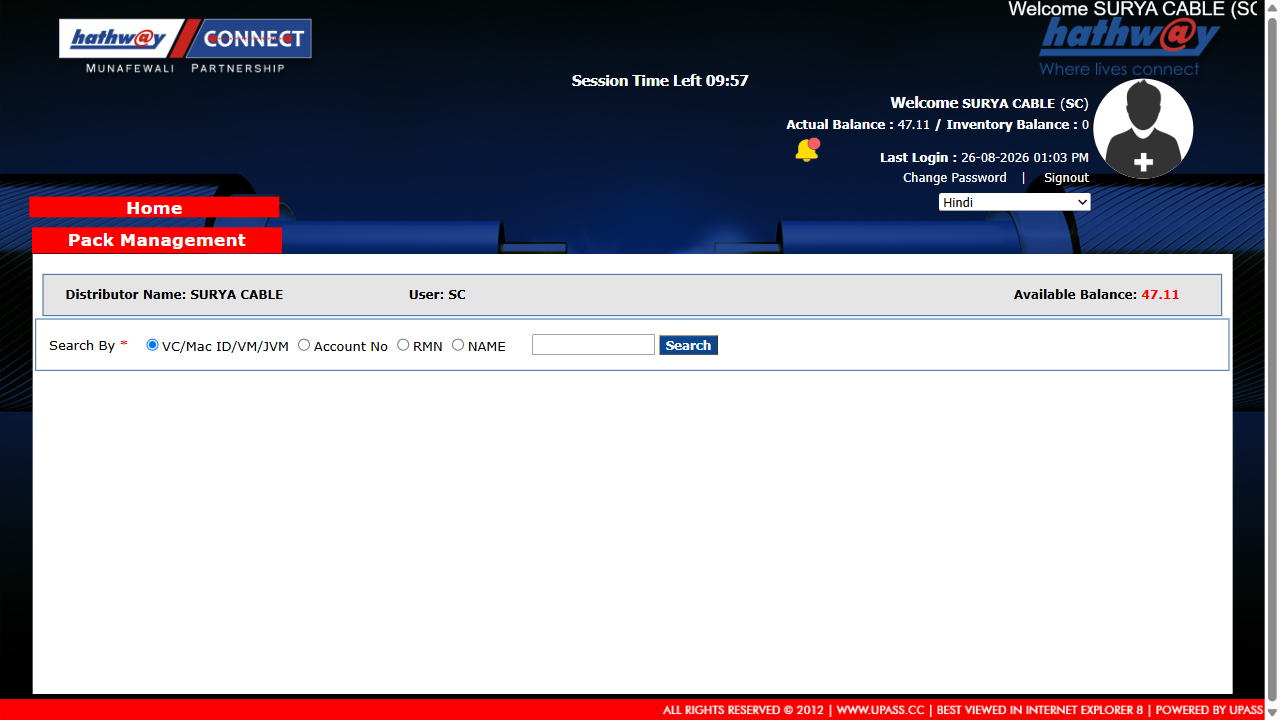 Welcome SURYA CABLE (SC
hathw@y CONNECT
MUNAFEWALI PARTNERSHIP
hathw@y
Where lives connect
Session Time Left 09:57
Welcome SURYA CABLE (SC)
Actual Balance : 47.11 / Inventory Balance : 0
Last Login : 26-08-2026 01:03 PM
Change Password | Signout
Hindi
Home
Pack Management
Distributor Name: SURYA CABLE User: SC Available Balance: 47.11
Search By * VC/Mac ID/VM/JVM Account No RMN NAME Search
ALL RIGHTS RESERVED © 2012 | WWW.UPASS.CC | BEST VIEWED IN INTERNET EXPLORER 8 | POWERED BY UPASS